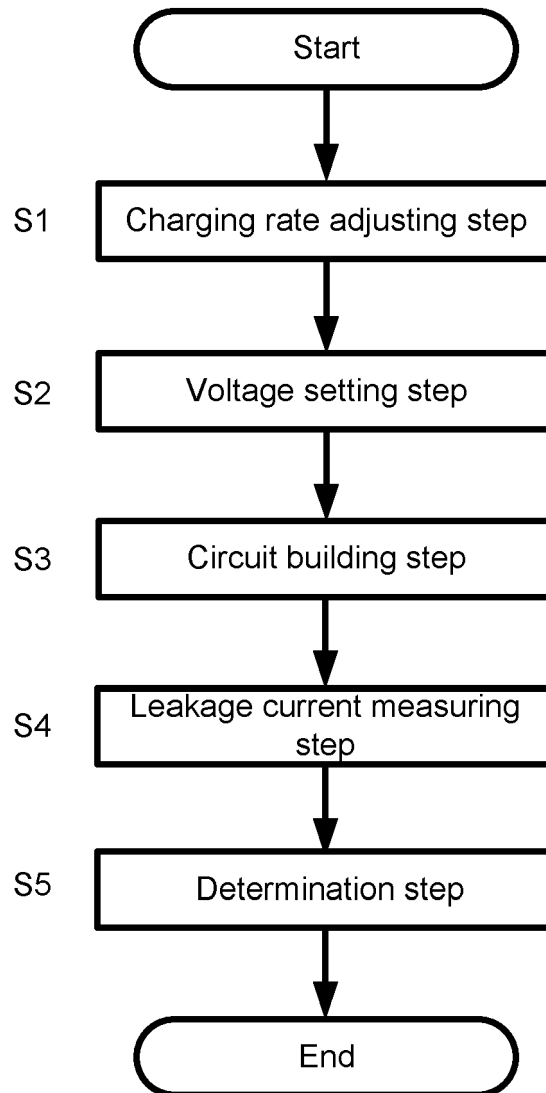 Start
S1
Charging rate adjusting step
S2
Voltage setting step
S3
Circuit building step
S4
Leakage current measuring
step
S5
Determination step
End